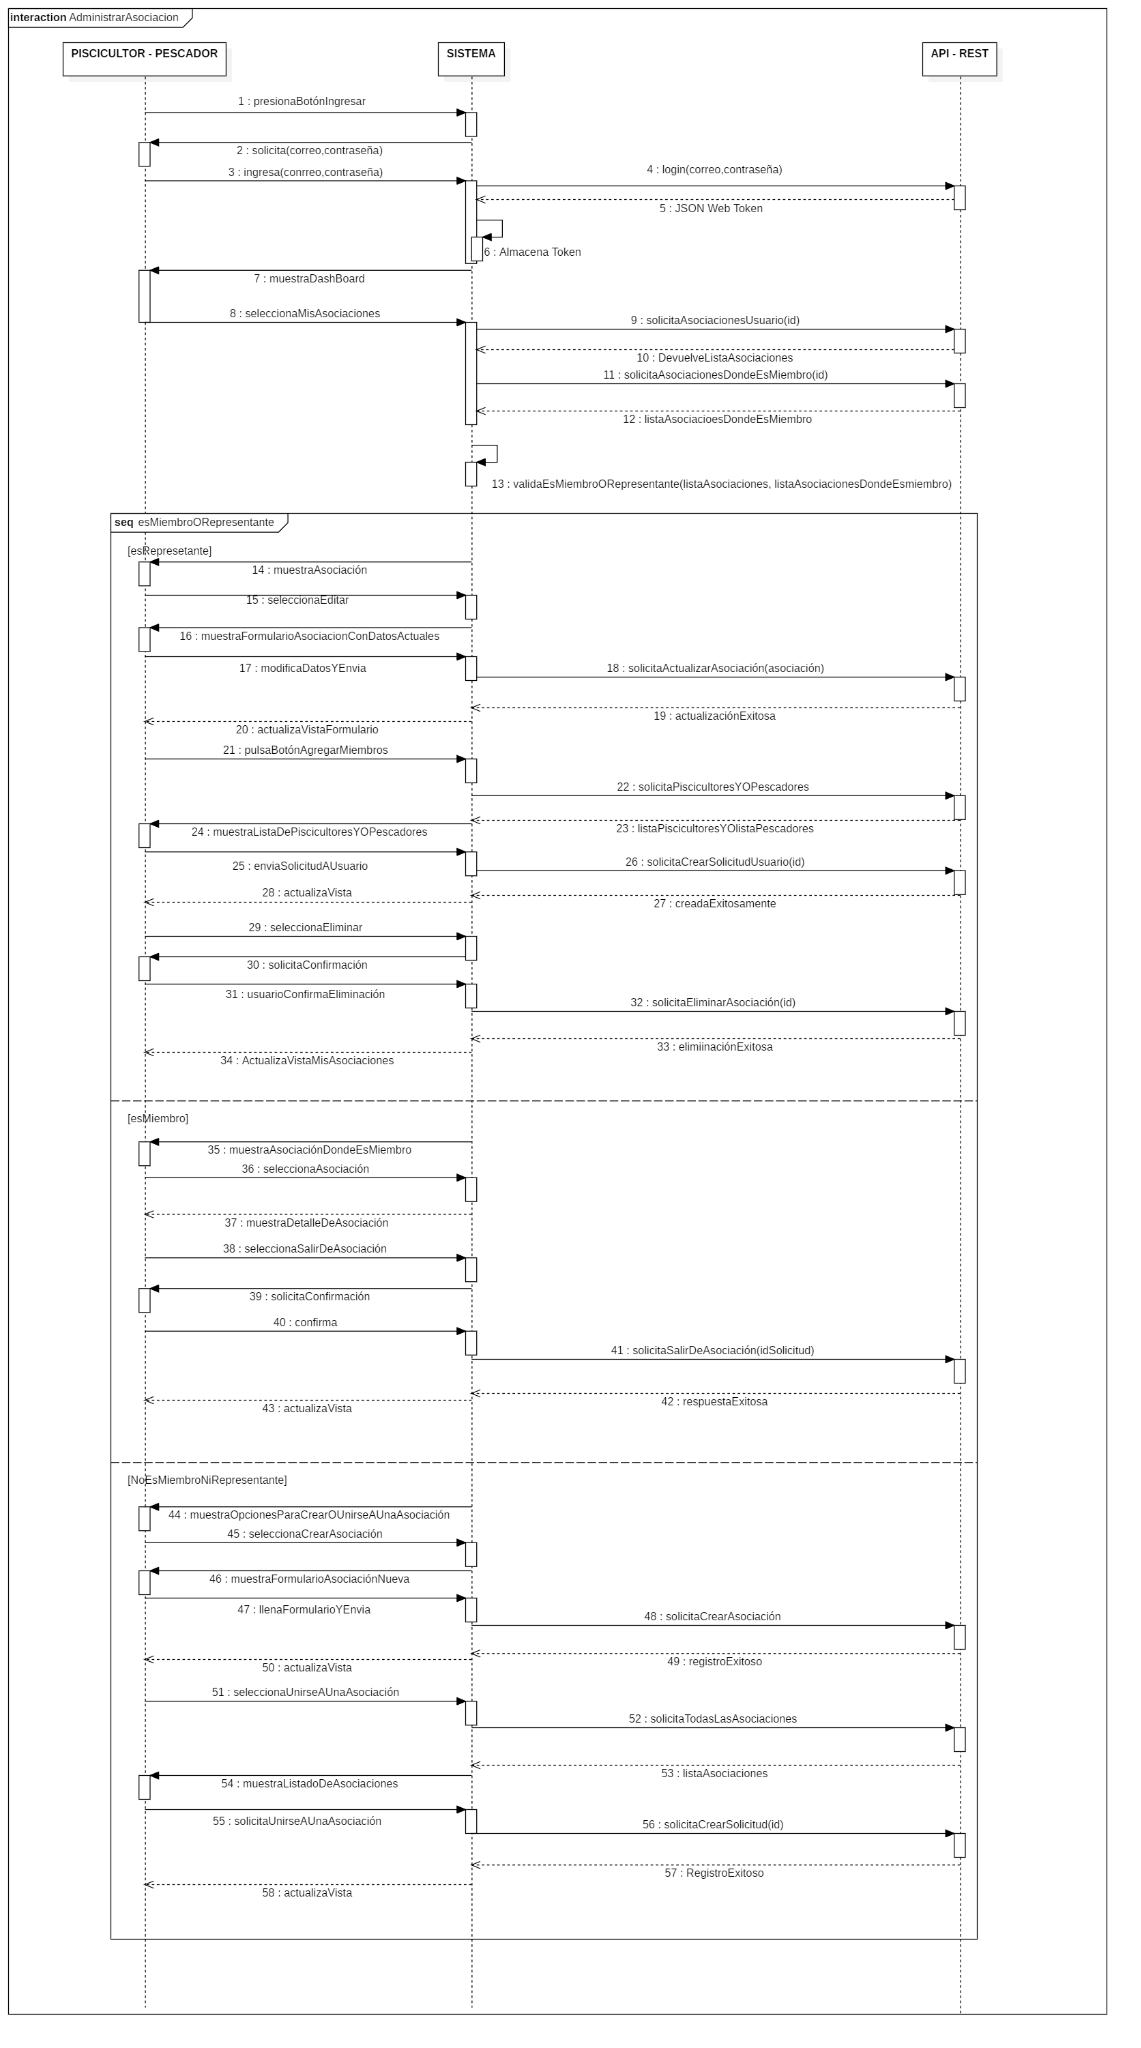 interaction AdministrarAsociacion
PISCICULTOR - PESCADOR
SISTEMA
API - REST
1 : presionaBotónIngresar
2 : solicita(correo,contraseña)
3 : ingresa(conrreo,contraseña)
4 : login(correo,contraseña)
5 : JSON Web Token
6 : Almacena Token
7 : muestraDashBoard
8 : seleccionaMisAsociaciones
9 : solicitaAsociacionesUsuario(id)
10 : DevuelveListaAsociaciones
11 : solicitaAsociacionesDondeEsMiembro(id)
12 : listaAsociacioesDondeEsMiembro
13 : validaEsMiembroORepresentante(listaAsociaciones, listaAsociacionesDondeEsmiembro)
seq esMiembroORepresentante
[esRepresetante]
14 : muestraAsociación
15 : seleccionaEditar
16 : muestraFormularioAsociacionConDatosActuales
17 : modificaDatosYEnvia
18 : solicitaActualizarAsociación(asociación)
19 : actualizaciónExitosa
20 : actualizaVistaFormulario
21 : pulsaBotónAgregarMiembros
22 : solicitaPiscicultoresYOPescadores
23 : listaPiscicultoresYOlistaPescadores
24 : muestraListaDePiscicultoresYOPescadores
25 : enviaSolicitudAUsuario
26 : solicitaCrearSolicitudUsuario(id)
27 : creadaExitosamente
28 : actualizaVista
29 : seleccionaEliminar
30 : solicitaConfirmación
31 : usuarioConfirmaEliminación
32 : solicitaEliminarAsociación(id)
33 : elimiinaciónExitosa
34 : ActualizaVistaMisAsociaciones
[esMiembro]
35 : muestraAsociaciónDondeEsMiembro
36 : seleccionaAsociación
37 : muestraDetalleDeAsociación
38 : seleccionaSalirDeAsociación
39 : solicitaConfirmación
40 : confirma
41 : solicitaSalirDeAsociación(idSolicitud)
42 : respuestaExitosa
43 : actualizaVista
[NoEsMiembroNiRepresentante]
44 : muestraOpcionesParaCrearOUnirseAUnaAsociación
45 : seleccionaCrearAsociación
46 : muestraFormularioAsociaciónNueva
47 : llenaFormularioYEnvia
48 : solicitaCrearAsociación
49 : registroExitoso
50 : actualizaVista
51 : seleccionaUnirseAUnaAsociación
52 : solicitaTodasLasAsociaciones
53 : listaAsociaciones
54 : muestraListadoDeAsociaciones
55 : solicitaUnirseAUnaAsociación
56 : solicitaCrearSolicitud(id)
57 : RegistroExitoso
58 : actualizaVista